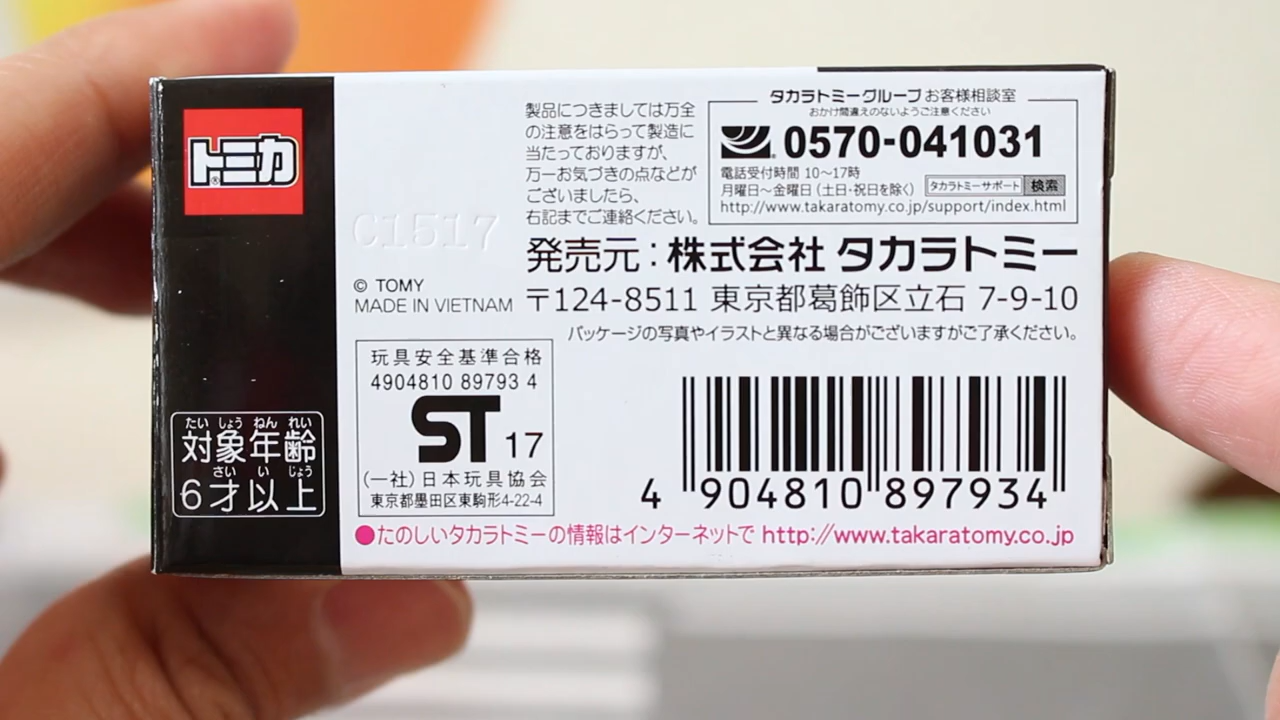 トミカ
®
対象年齢
たいしょうねんれい
6才以上
さいいじょう
C1517
© TOMY
MADE IN VIETNAM
製品につきましては万全
の注意をはらって製造に
当たっておりますが、
万一お気づきの点などが
ございましたら、
右記までご連絡ください。
タカラトミーグループ お客様相談室
おかけ間違えのないようご注意ください
0570-041031
電話受付時間 10〜17時
月曜日〜金曜日(土日・祝日を除く) タカラトミーサポート 検索
http://www.takaratomy.co.jp/support/index.html
発売元:株式会社 タカラトミー
〒124-8511 東京都葛飾区立石 7-9-10
パッケージの写真やイラストと異なる場合がございますがご了承ください。
玩具安全基準合格
4904810 89793 4
ST 17
(一社)日本玩具協会
東京都墨田区東駒形4-22-4
4 904810 897934
●たのしいタカラトミーの情報はインターネットで http://www.takaratomy.co.jp